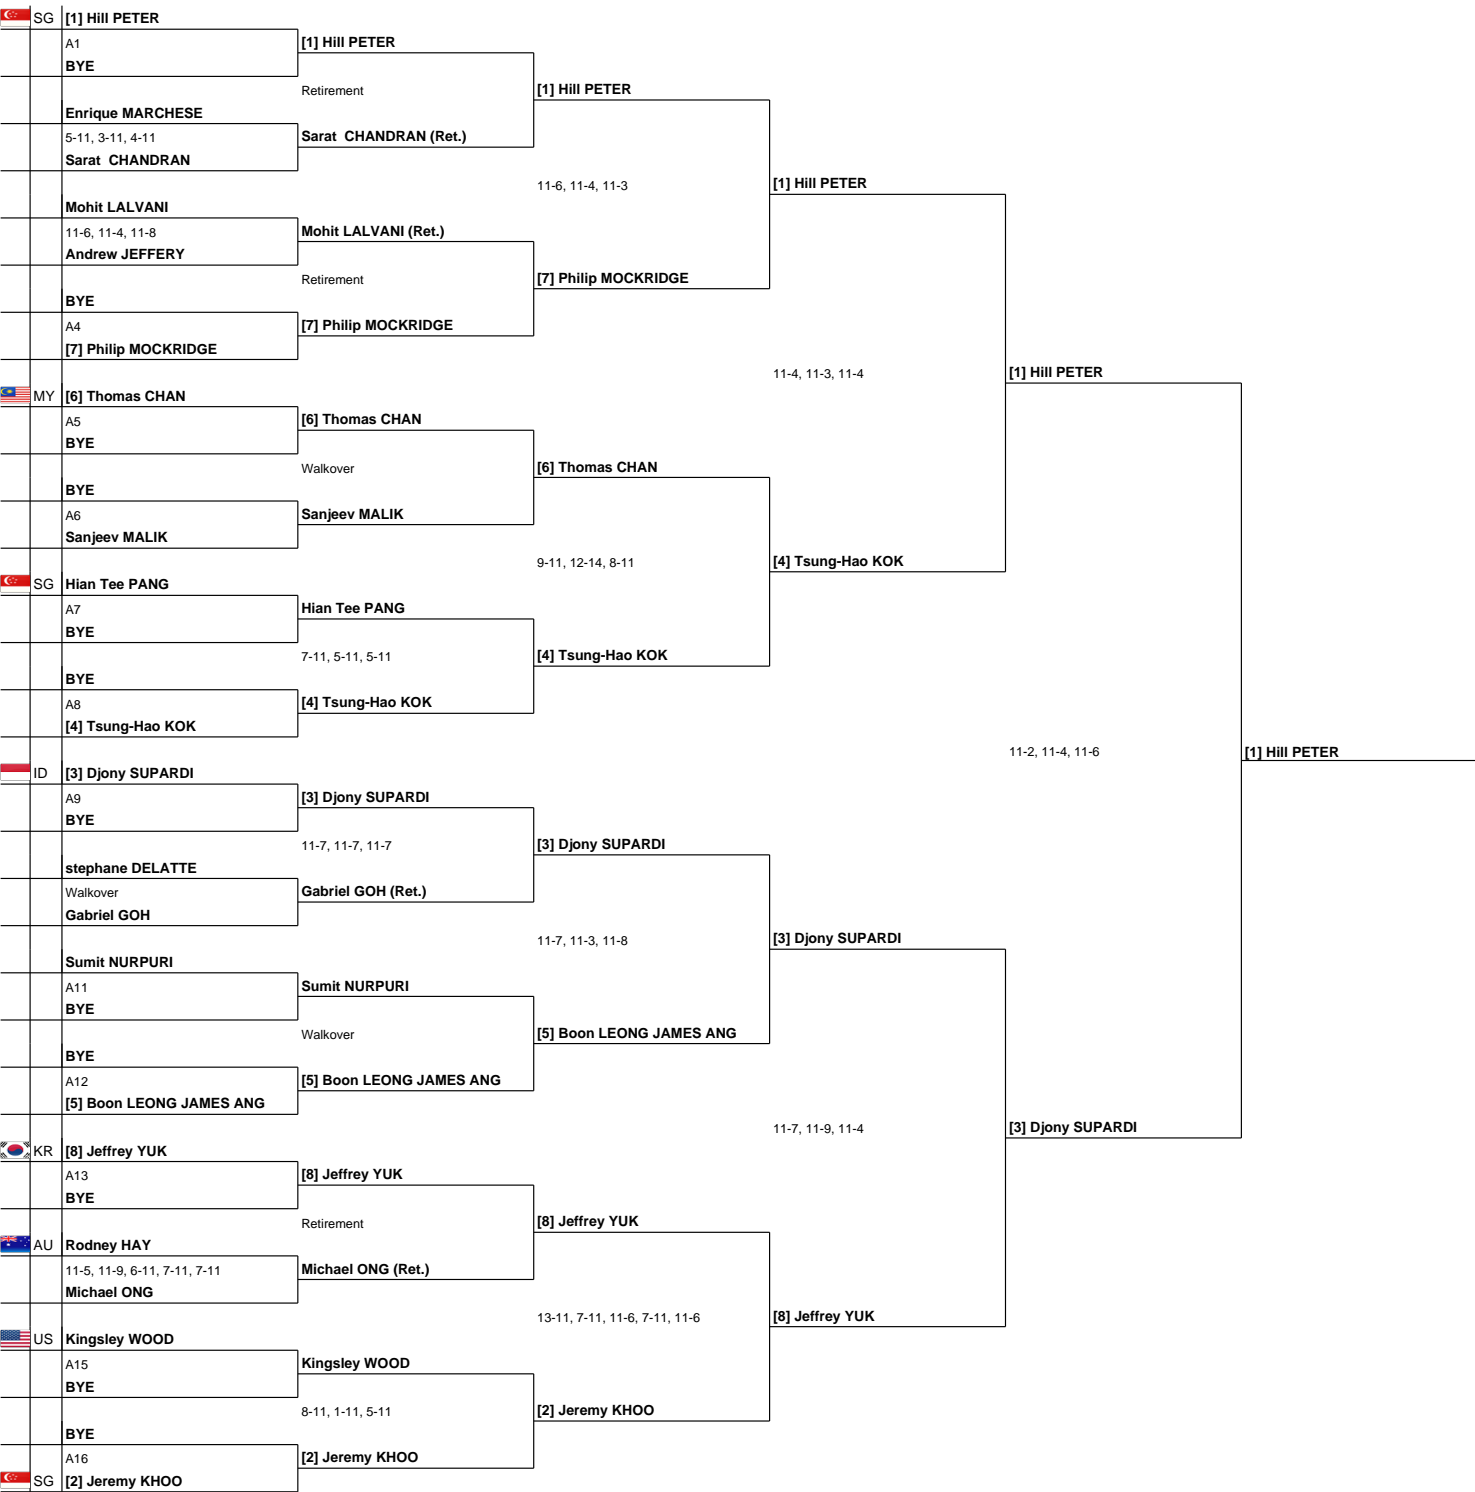 SG [1] Hill PETER
A1
BYE
Enrique MARCHESE
5-11, 3-11, 4-11
Sarat  CHANDRAN
Mohit LALVANI
11-6, 11-4, 11-8
Andrew JEFFERY
BYE
A4
[7] Philip MOCKRIDGE
MY [6] Thomas CHAN
A5
BYE
BYE
A6
Sanjeev MALIK
SG Hian Tee PANG
A7
BYE
BYE
A8
[4] Tsung-Hao KOK
ID [3] Djony SUPARDI
A9
BYE
stephane DELATTE
Walkover
Gabriel GOH
Sumit NURPURI
A11
BYE
BYE
A12
[5] Boon LEONG JAMES ANG
KR [8] Jeffrey YUK
A13
BYE
AU Rodney HAY
11-5, 11-9, 6-11, 7-11, 7-11
Michael ONG
US Kingsley WOOD
A15
BYE
BYE
A16
SG [2] Jeremy KHOO
[1] Hill PETER
Retirement
Sarat  CHANDRAN (Ret.)
Mohit LALVANI (Ret.)
Retirement
[7] Philip MOCKRIDGE
[6] Thomas CHAN
Walkover
Sanjeev MALIK
Hian Tee PANG
7-11, 5-11, 5-11
[4] Tsung-Hao KOK
[3] Djony SUPARDI
11-7, 11-7, 11-7
Gabriel GOH (Ret.)
Sumit NURPURI
Walkover
[5] Boon LEONG JAMES ANG
[8] Jeffrey YUK
Retirement
Michael ONG (Ret.)
Kingsley WOOD
8-11, 1-11, 5-11
[2] Jeremy KHOO
[1] Hill PETER
11-6, 11-4, 11-3
[7] Philip MOCKRIDGE
[6] Thomas CHAN
9-11, 12-14, 8-11
[4] Tsung-Hao KOK
[3] Djony SUPARDI
11-7, 11-3, 11-8
[5] Boon LEONG JAMES ANG
[8] Jeffrey YUK
13-11, 7-11, 11-6, 7-11, 11-6
[2] Jeremy KHOO
[1] Hill PETER
11-4, 11-3, 11-4
[4] Tsung-Hao KOK
[3] Djony SUPARDI
11-7, 11-9, 11-4
[8] Jeffrey YUK
[1] Hill PETER
11-2, 11-4, 11-6
[3] Djony SUPARDI
[1] Hill PETER